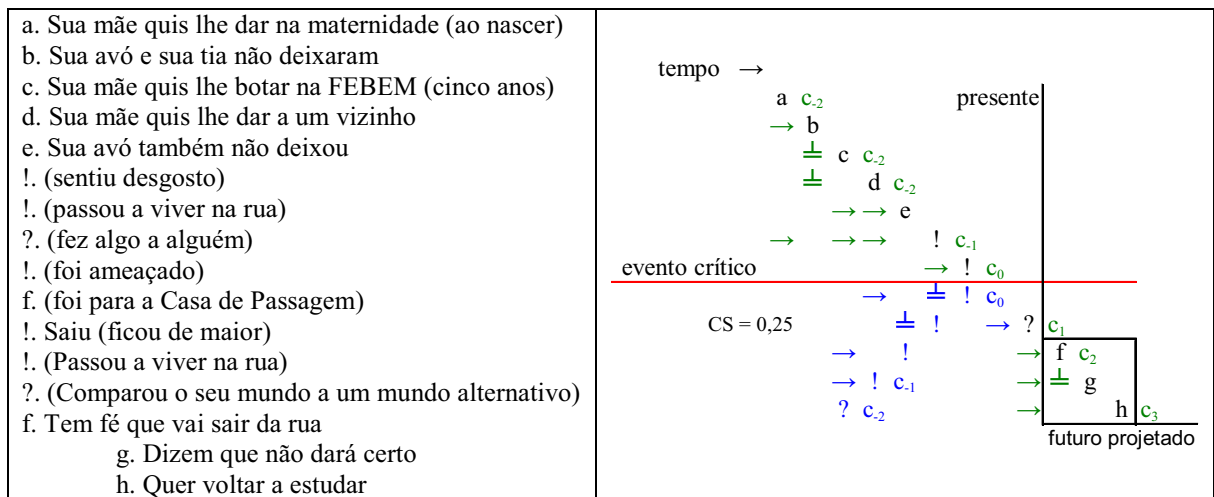 a. Sua mãe quis lhe dar na maternidade (ao nascer)
b. Sua avó e sua tia não deixaram
c. Sua mãe quis lhe botar na FEBEM (cinco anos)
d. Sua mãe quis lhe dar a um vizinho
e. Sua avó também não deixou
!. (sentiu desgosto)
!. (passou a viver na rua)
?. (fez algo a alguém)
!. (foi ameaçado)
f. (foi para a Casa de Passagem)
!. Saiu (ficou de maior)
!. (Passou a viver na rua)
?. (Comparou o seu mundo a um mundo alternativo)
f. Tem fé que vai sair da rua
g. Dizem que não dará certo
h. Quer voltar a estudar
tempo →
presente
a c-2
→ b
╧ c c-2
╧ d c-2
→ → e
→ → → ! c-1
→ ! c0
evento crítico
→ ╧ ! c0
CS = 0,25 ╧ ! → ? c1
→ ! → f c2
→ ! c-1 → ╧ g
? c-2 → h c3
futuro projetado